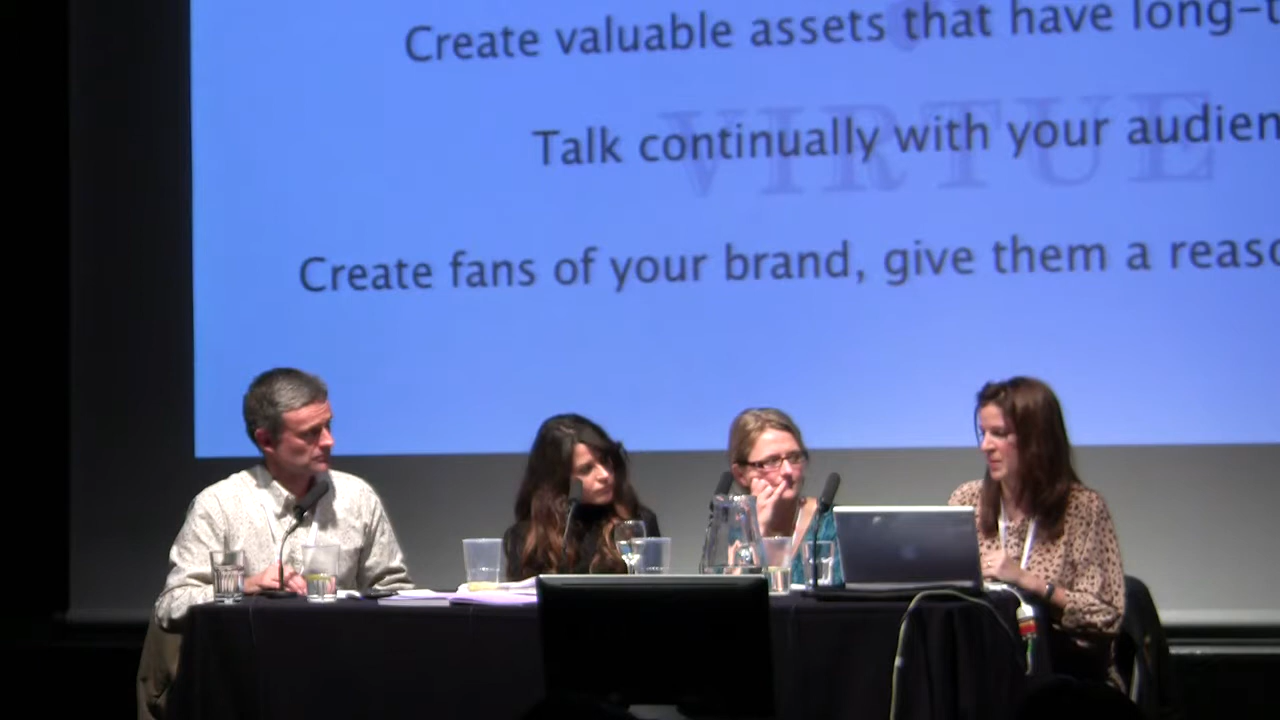 Create valuable assets that have long-t
VIRTUE
Talk continually with your audien
Create fans of your brand, give them a reaso